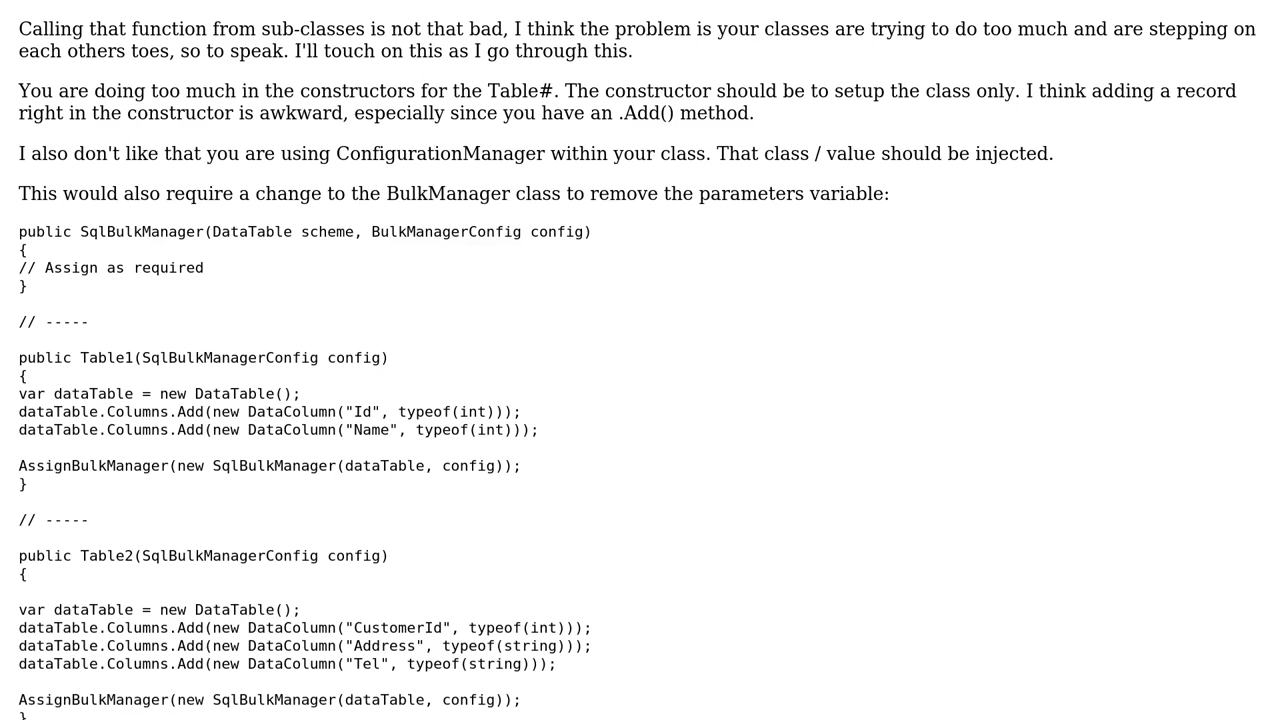 Calling that function from sub-classes is not that bad, I think the problem is your classes are trying to do too much and are stepping on
each others toes, so to speak. I'll touch on this as I go through this.
You are doing too much in the constructors for the Table#. The constructor should be to setup the class only. I think adding a record
right in the constructor is awkward, especially since you have an .Add() method.
I also don't like that you are using ConfigurationManager within your class. That class / value should be injected.
This would also require a change to the BulkManager class to remove the parameters variable:
public SqlBulkManager(DataTable scheme, BulkManagerConfig config)
{
// Assign as required
}
// -----
public Table1(SqlBulkManagerConfig config)
{
var dataTable = new DataTable();
dataTable.Columns.Add(new DataColumn("Id", typeof(int)));
dataTable.Columns.Add(new DataColumn("Name", typeof(int)));
AssignBulkManager(new SqlBulkManager(dataTable, config));
}
// -----
public Table2(SqlBulkManagerConfig config)
{
var dataTable = new DataTable();
dataTable.Columns.Add(new DataColumn("CustomerId", typeof(int)));
dataTable.Columns.Add(new DataColumn("Address", typeof(string)));
dataTable.Columns.Add(new DataColumn("Tel", typeof(string)));
AssignBulkManager(new SqlBulkManager(dataTable, config));
}